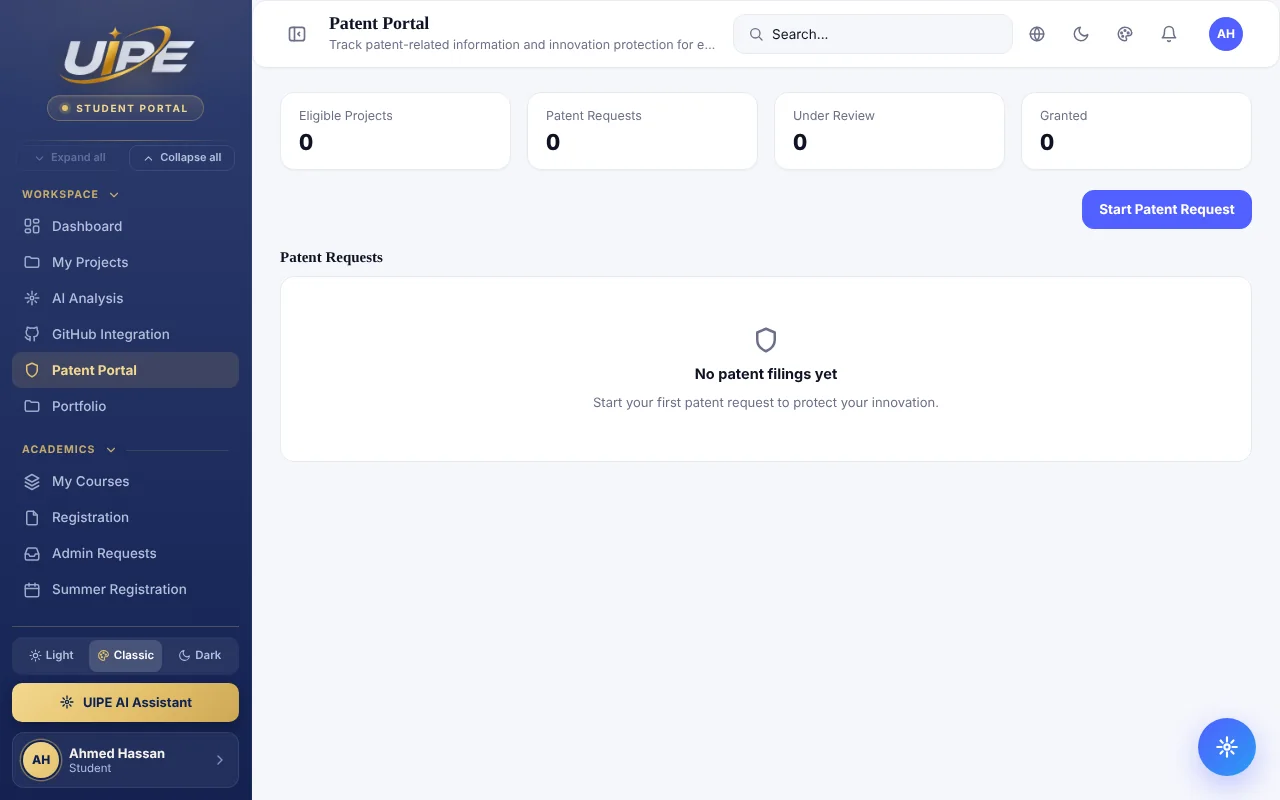 UIPE
STUDENT PORTAL
Expand all
Collapse all
WORKSPACE
Dashboard
My Projects
AI Analysis
GitHub Integration
Patent Portal
Portfolio
ACADEMICS
My Courses
Registration
Admin Requests
Summer Registration
Light
Classic
Dark
UIPE AI Assistant
AH
Ahmed Hassan
Student
Patent Portal
Track patent-related information and innovation protection for e...
Search...
AH
Eligible Projects
0
Patent Requests
0
Under Review
0
Granted
0
Start Patent Request
Patent Requests
No patent filings yet
Start your first patent request to protect your innovation.